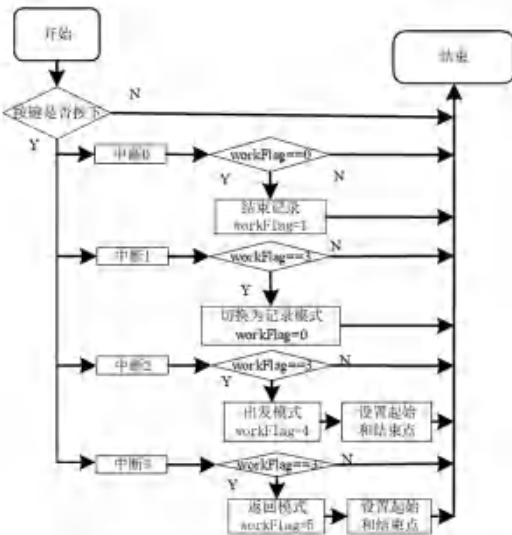 开始
结束
按键是否按下
N
Y
中断0
workFlag==0
Y
N
结束记录
workFlag=1
中断1
workFlag==3
N
Y
切换为记录模式
workFlag=0
中断2
workFlag==3
N
Y
出发模式
workFlag=4
设置起始
和结束点
中断3
workFlag==3
N
Y
返回模式
workFlag=5
设置起始
和结束点